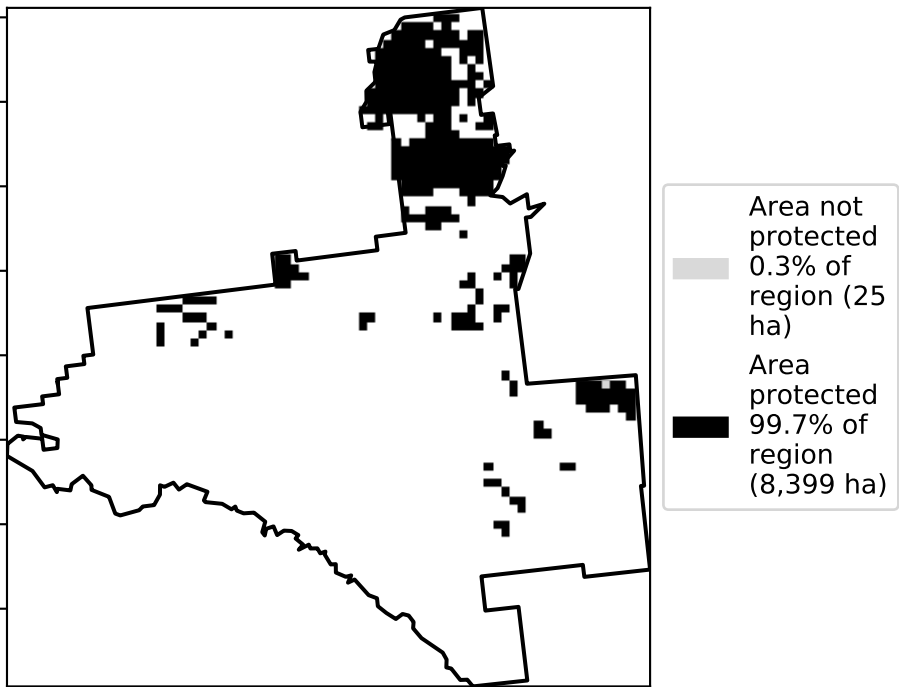 Area not
protected
0.3% of
region (25
ha)
Area
protected
99.7% of
region
(8,399 ha)